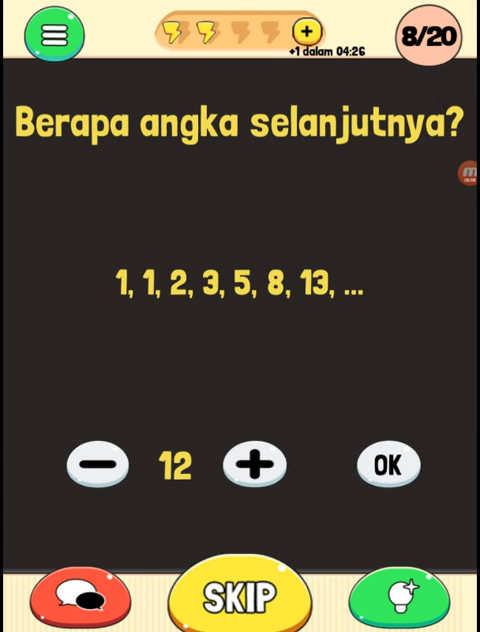 +1 dalam 04:26
8/20
Berapa angka selanjutnya?
1, 1, 2, 3, 5, 8, 13, ...
12
OK
SKIP